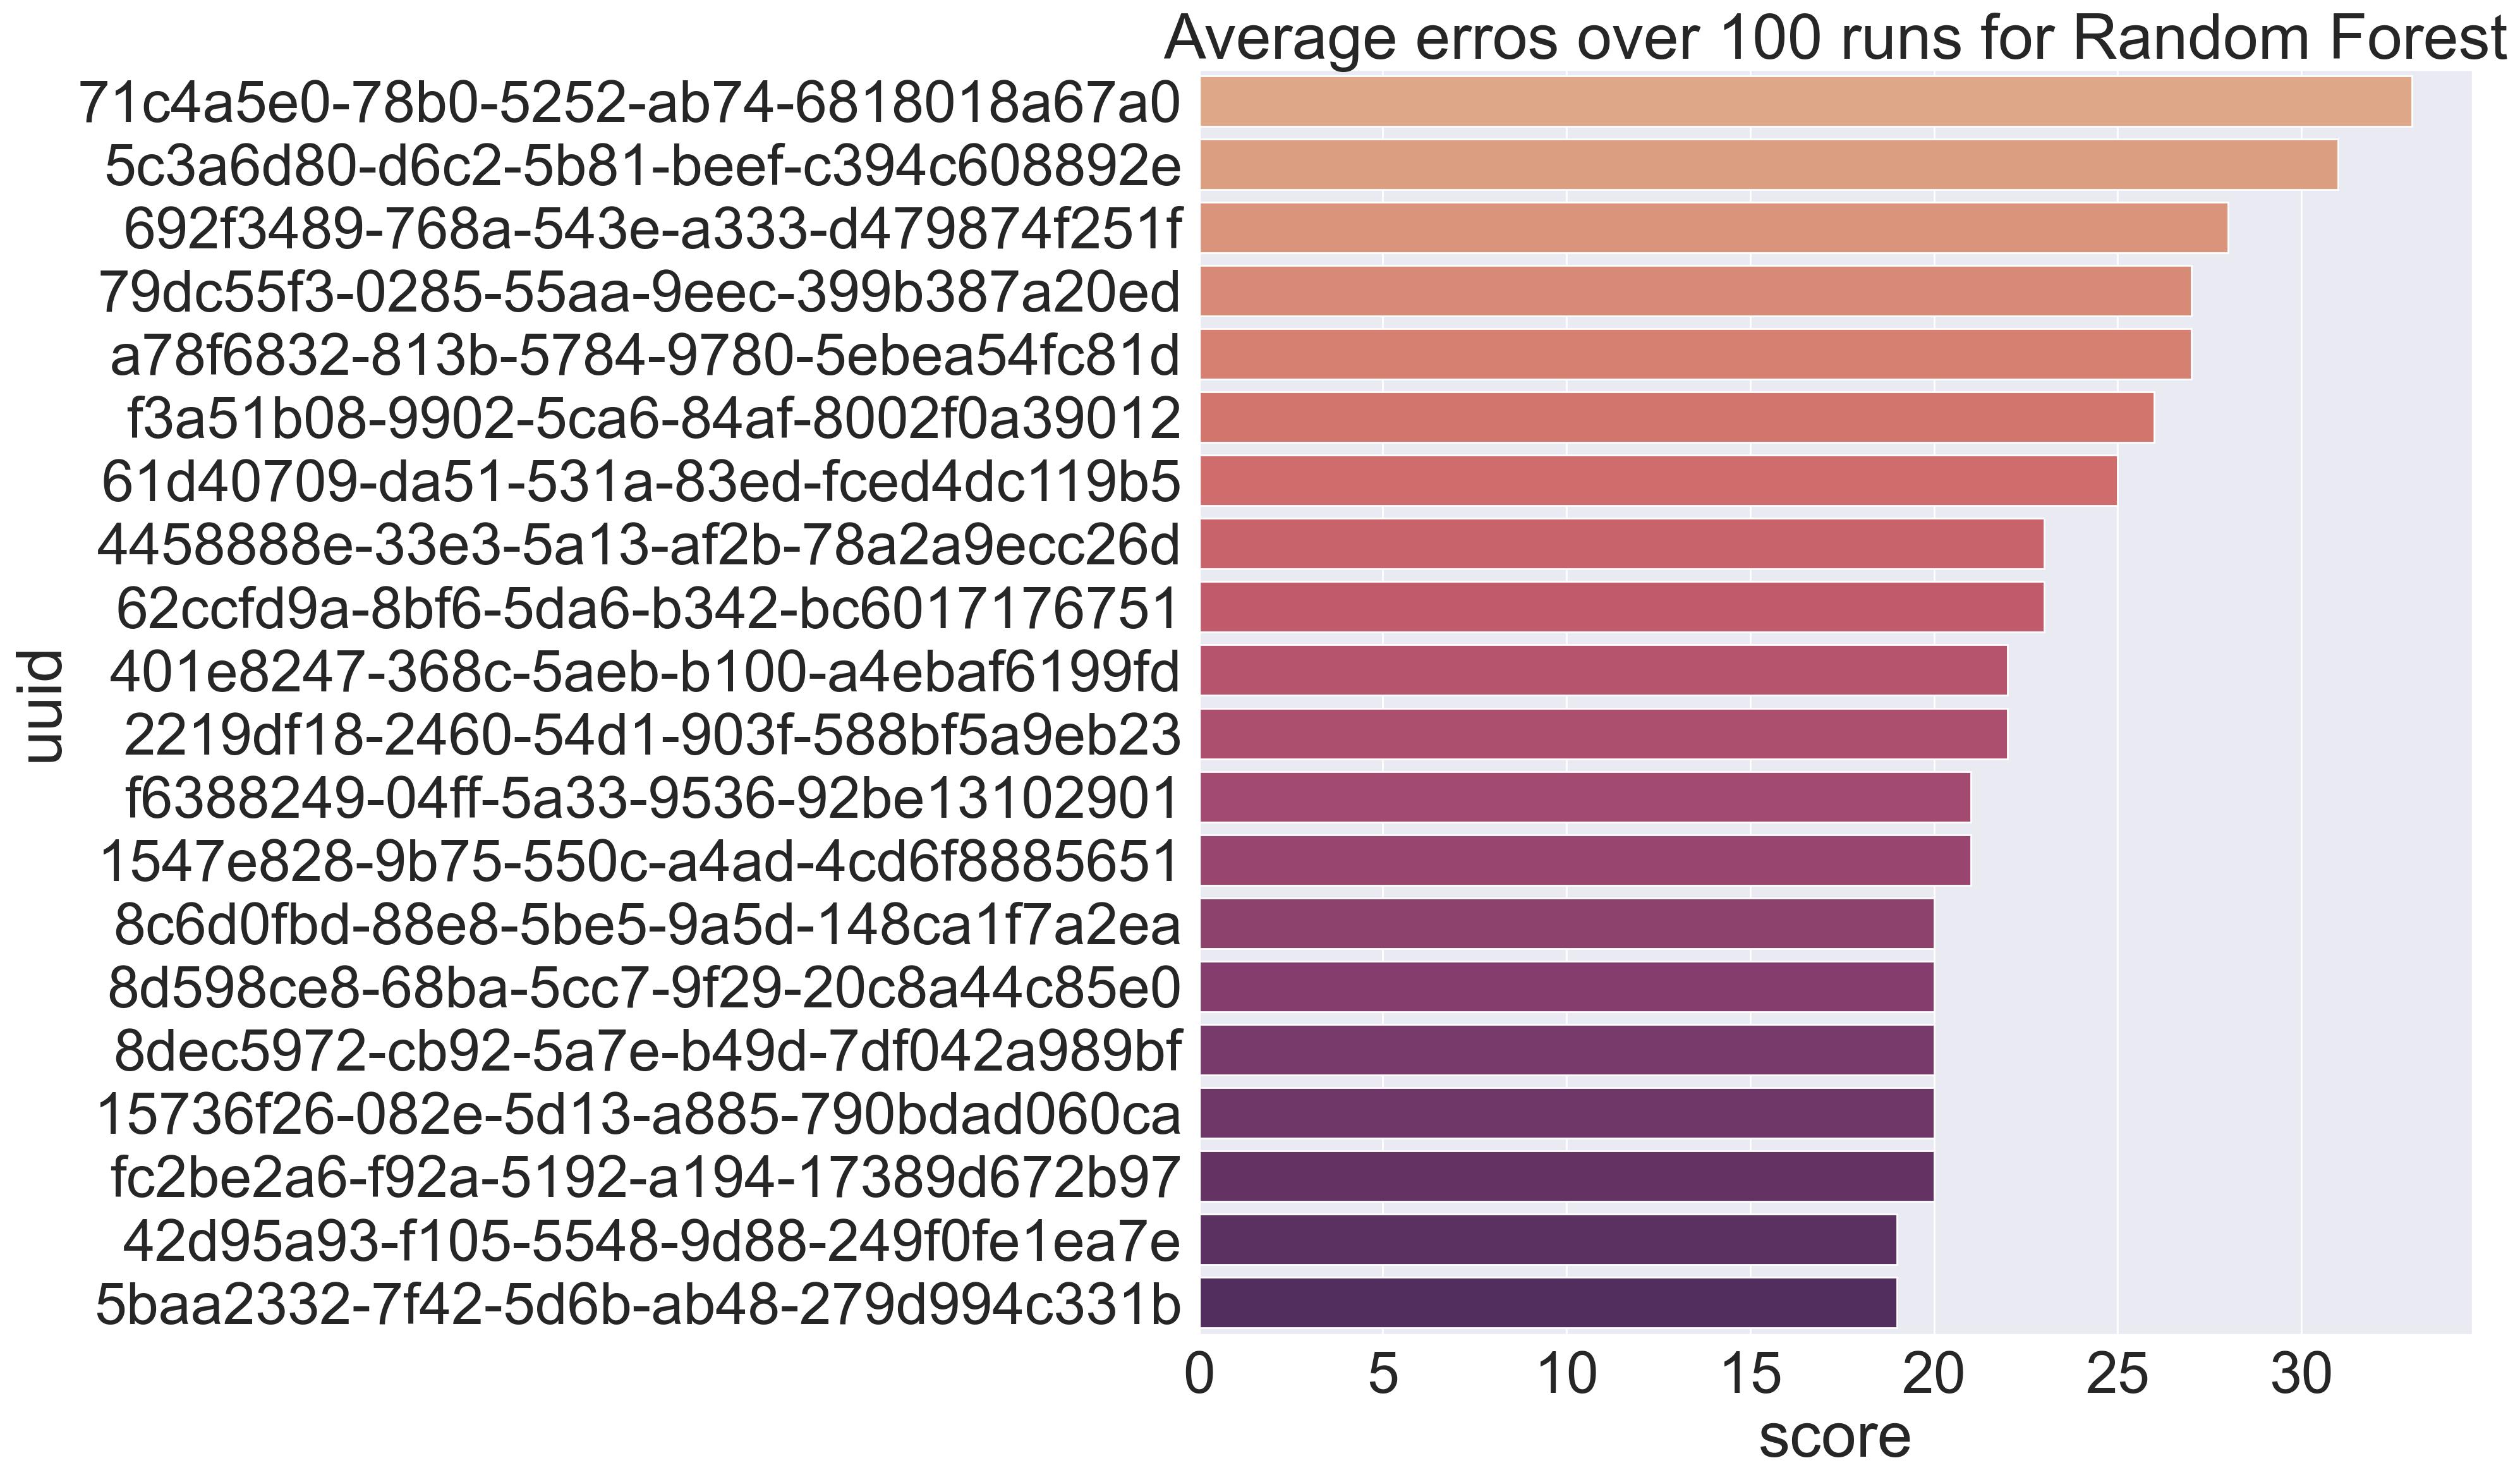 Average erros over 100 runs for Random Forest
71c4a5e0-78b0-5252-ab74-6818018a67a0
5c3a6d80-d6c2-5b81-beef-c394c608892e
692f3489-768a-543e-a333-d479874f251f
79dc55f3-0285-55aa-9eec-399b387a20ed
a78f6832-813b-5784-9780-5ebea54fc81d
f3a51b08-9902-5ca6-84af-8002f0a39012
61d40709-da51-531a-83ed-fced4dc119b5
4458888e-33e3-5a13-af2b-78a2a9ecc26d
62ccfd9a-8bf6-5da6-b342-bc6017176751
401e8247-368c-5aeb-b100-a4ebaf6199fd
2219df18-2460-54d1-903f-588bf5a9eb23
f6388249-04ff-5a33-9536-92be13102901
1547e828-9b75-550c-a4ad-4cd6f8885651
8c6d0fbd-88e8-5be5-9a5d-148ca1f7a2ea
8d598ce8-68ba-5cc7-9f29-20c8a44c85e0
8dec5972-cb92-5a7e-b49d-7df042a989bf
15736f26-082e-5d13-a885-790bdad060ca
fc2be2a6-f92a-5192-a194-17389d672b97
42d95a93-f105-5548-9d88-249f0fe1ea7e
5baa2332-7f42-5d6b-ab48-279d994c331b
uuid
0 5 10 15 20 25 30
score